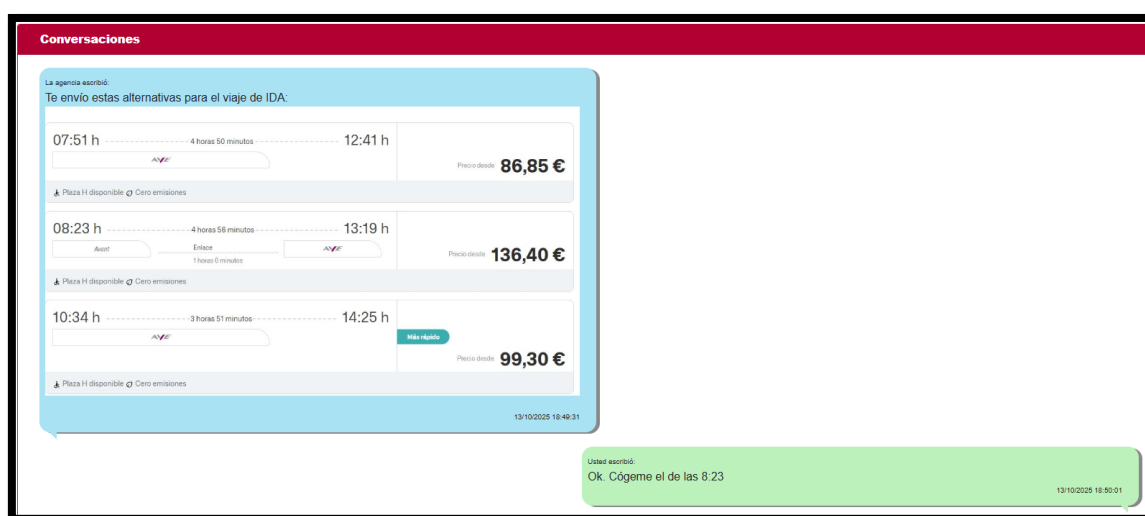 Conversaciones
La agencia escribió:
Te envío estas alternativas para el viaje de IDA:
07:51 h 4 horas 50 minutos 12:41 h
AVE
Precio desde 86,85 €
Plaza H disponible Cero emisiones
08:23 h 4 horas 56 minutos 13:19 h
Avant Enlace AVE
1 horas 0 minutos
Precio desde 136,40 €
Plaza H disponible Cero emisiones
10:34 h 3 horas 51 minutos 14:25 h
AVE
Más rápido
Precio desde 99,30 €
Plaza H disponible Cero emisiones
13/10/2025 18:49:31
Usted escribió:
Ok. Cógeme el de las 8:23
13/10/2025 18:50:01